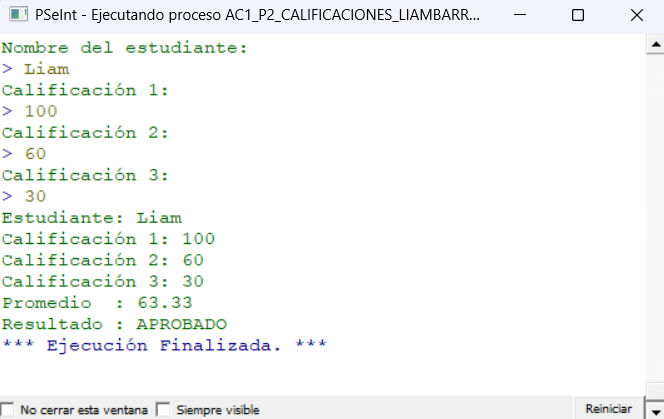 PSeInt - Ejecutando proceso AC1_P2_CALIFICACIONES_LIAMBARR...
Nombre del estudiante:
> Liam
Calificación 1:
> 100
Calificación 2:
> 60
Calificación 3:
> 30
Estudiante: Liam
Calificación 1: 100
Calificación 2: 60
Calificación 3: 30
Promedio  : 63.33
Resultado : APROBADO
*** Ejecución Finalizada. ***
No cerrar esta ventana Siempre visible Reiniciar